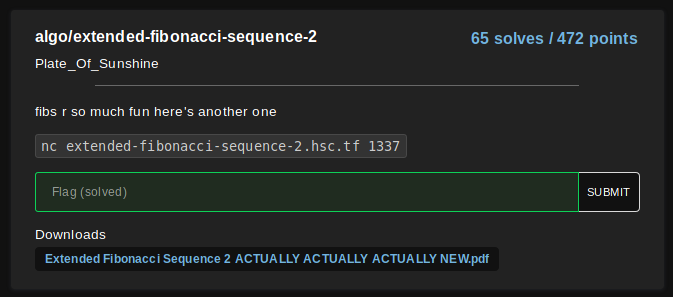 algo/extended-fibonacci-sequence-2
65 solves / 472 points
Plate_Of_Sunshine
fibs r so much fun here's another one
nc extended-fibonacci-sequence-2.hsc.tf 1337
Flag (solved)
SUBMIT
Downloads
Extended Fibonacci Sequence 2 ACTUALLY ACTUALLY ACTUALLY NEW.pdf